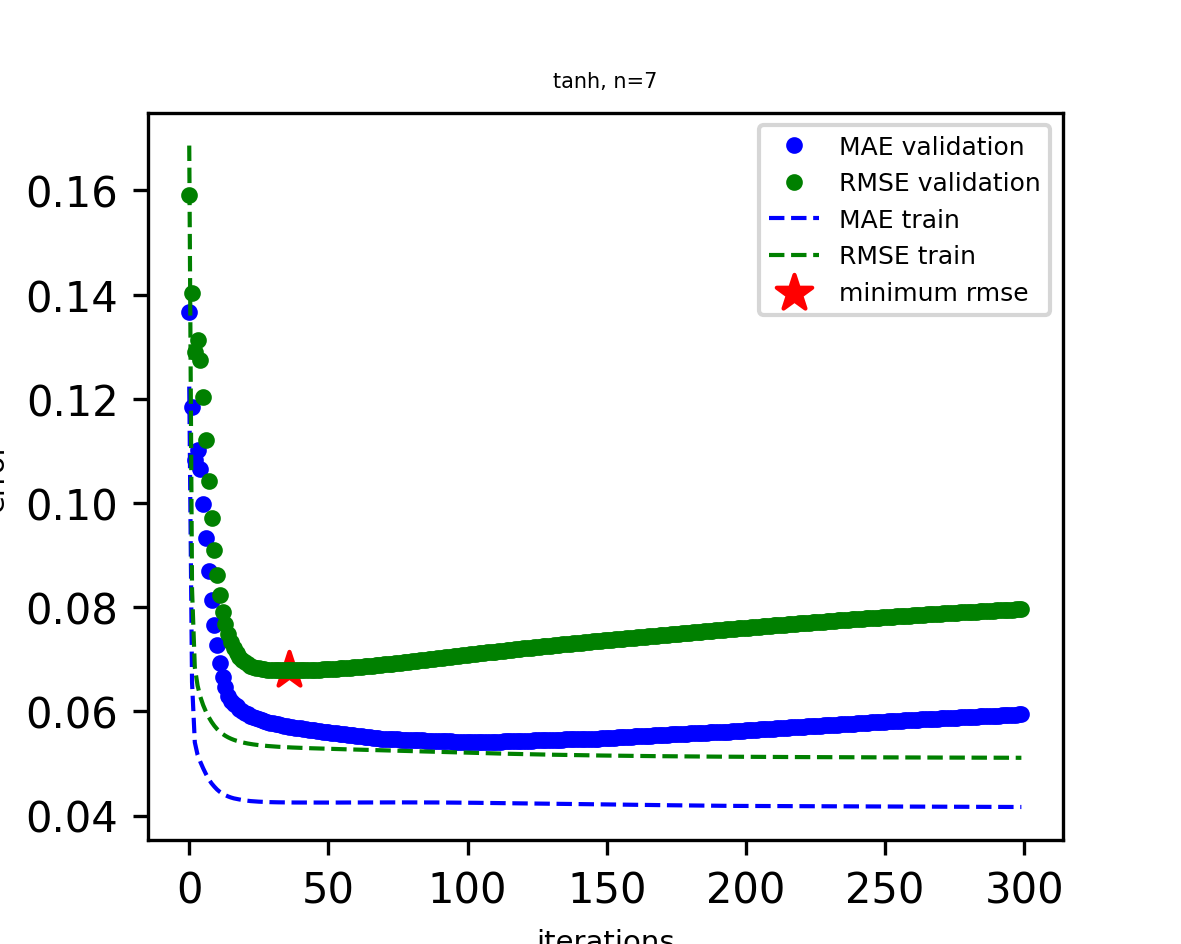 tanh, n=7
MAE validation
RMSE validation
MAE train
RMSE train
minimum rmse
0.16
0.14
0.12
0.10
0.08
0.06
0.04
0
50
100
150
200
250
300
iterations